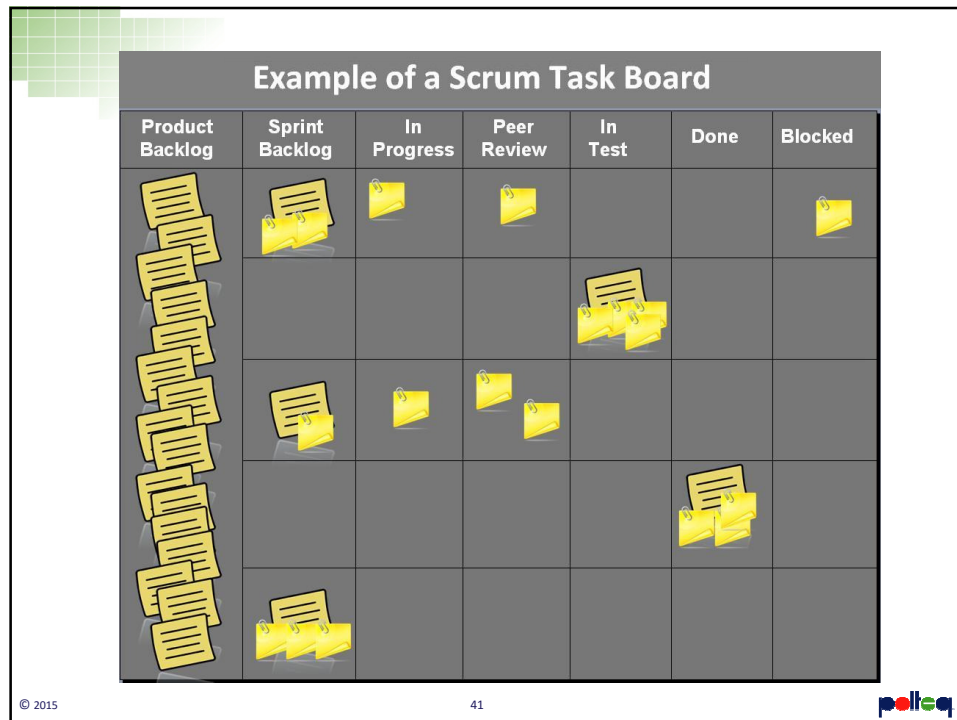 Example of a Scrum Task Board
Product Backlog
Sprint Backlog
In Progress
Peer Review
In Test
Done
Blocked
© 2015
41
polteq